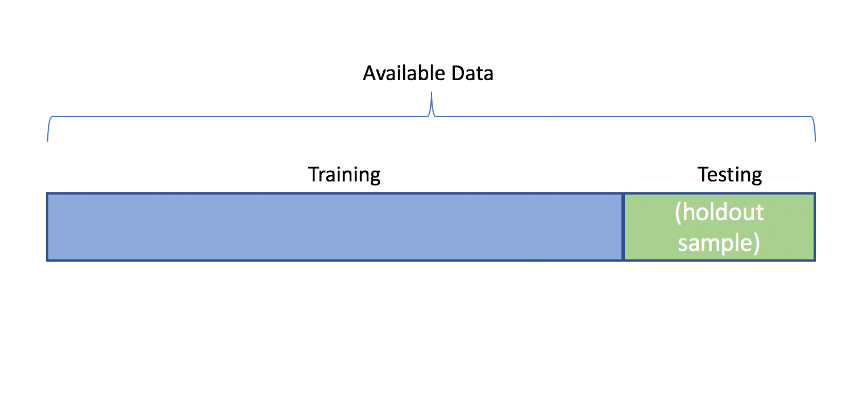 Available Data
Training
Testing
(holdout
sample)